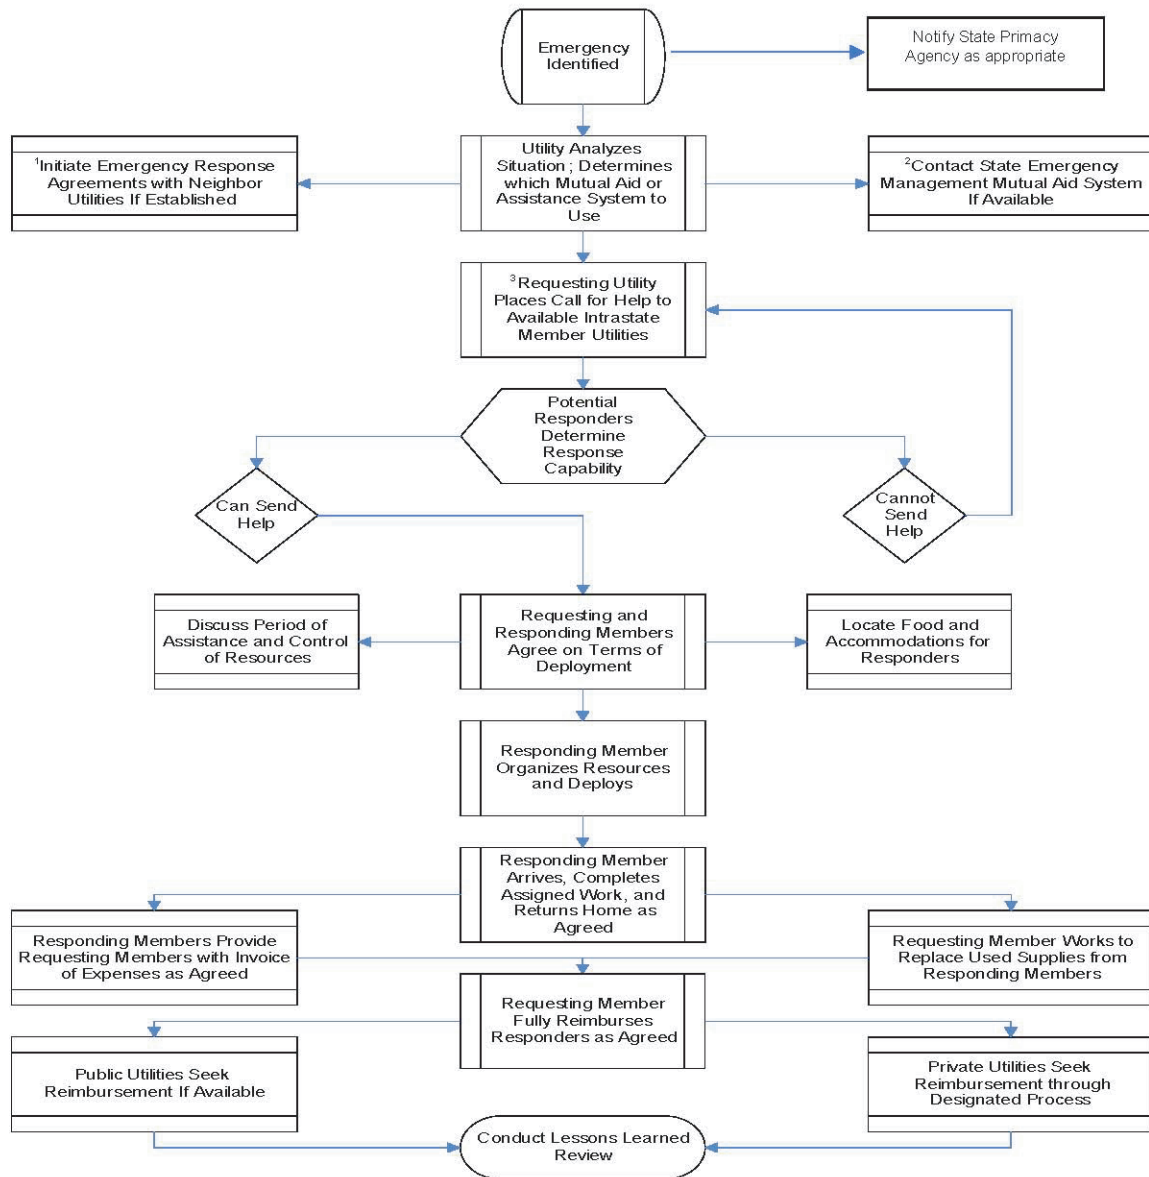 Emergency
Identified
Notify State Primacy
Agency as appropriate
¹Initiate Emergency Response
Agreements with Neighbor
Utilities If Established
Utility Analyzes
Situation ; Determines
which Mutual Aid or
Assistance System to
Use
²Contact State Emergency
Management Mutual Aid System
If Available
³Requesting Utility
Places Call for Help to
Available Intrastate
Member Utilities
Potential
Responders
Determine
Response
Capability
Can Send
Help
Cannot
Send
Help
Discuss Period of
Assistance and Control
of Resources
Requesting and
Responding Members
Agree on Terms of
Deployment
Locate Food and
Accommodations for
Responders
Responding Member
Organizes Resources
and Deploys
Responding Member
Arrives, Completes
Assigned Work, and
Returns Home as
Agreed
Responding Members Provide
Requesting Members with Invoice
of Expenses as Agreed
Requesting Member Works to
Replace Used Supplies from
Responding Members
Requesting Member
Fully Reimburses
Responders as Agreed
Public Utilities Seek
Reimbursement If Available
Private Utilities Seek
Reimbursement through
Designated Process
Conduct Lessons Learned
Review